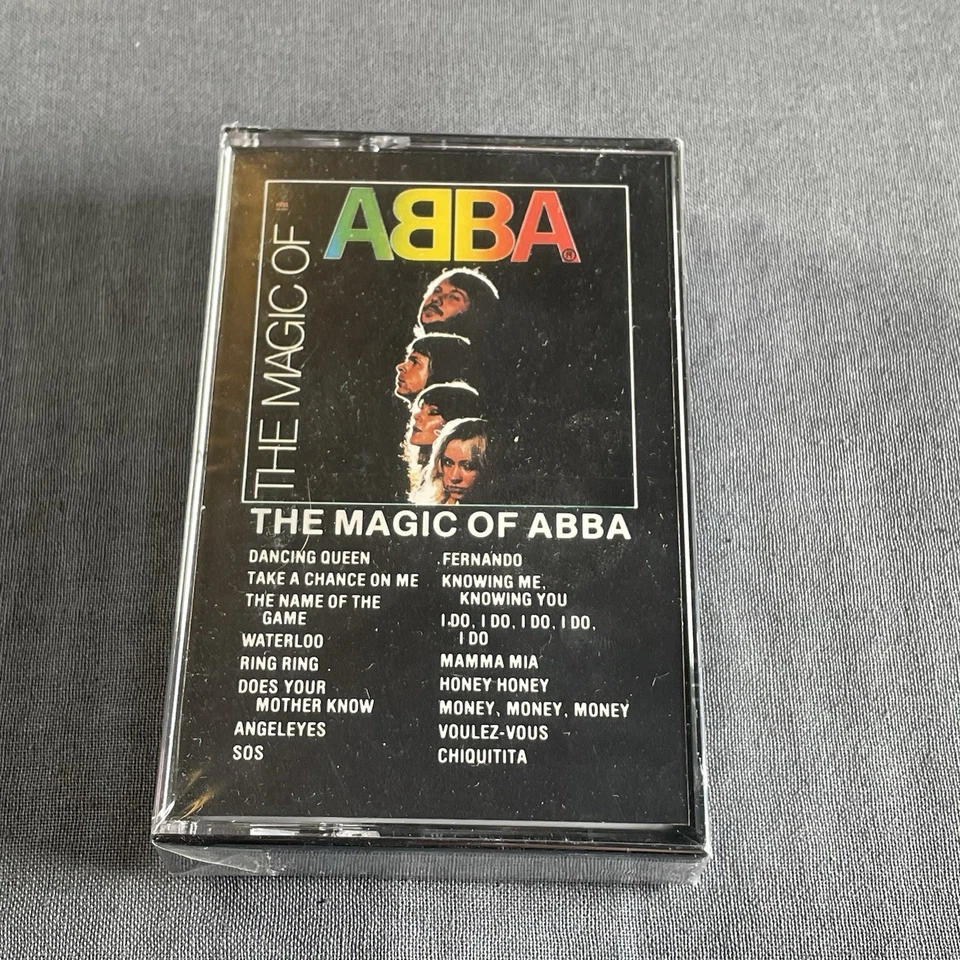 ABBA
®
THE MAGIC OF
THE MAGIC OF ABBA
DANCING QUEEN
TAKE A CHANCE ON ME
THE NAME OF THE
GAME
WATERLOO
RING RING
DOES YOUR
MOTHER KNOW
ANGELEYES
SOS
FERNANDO
KNOWING ME,
KNOWING YOU
I DO, I DO, I DO, I DO,
I DO
MAMMA MIA
HONEY HONEY
MONEY, MONEY, MONEY
VOULEZ-VOUS
CHIQUITITA